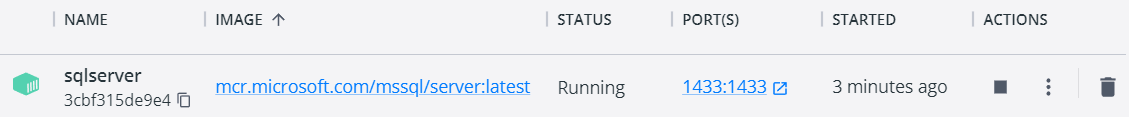 NAME IMAGE STATUS PORT(S) STARTED ACTIONS
sqlserver
3cbf315de9e4
mcr.microsoft.com/mssql/server:latest Running 1433:1433 3 minutes ago